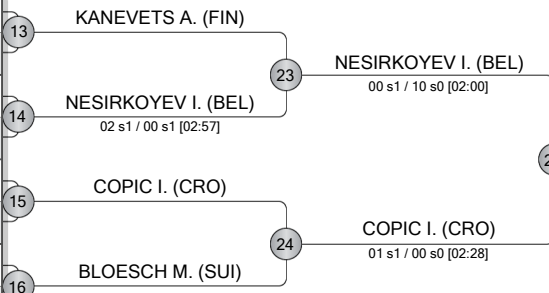 KANEVETS A. (FIN)
13
23
NESIRKOYEV I. (BEL)
00 s1 / 10 s0 [02:00]
NESIRKOYEV I. (BEL)
14
02 s1 / 00 s1 [02:57]
COPIC I. (CRO)
15
24
COPIC I. (CRO)
01 s1 / 00 s0 [02:28]
BLOESCH M. (SUI)
16